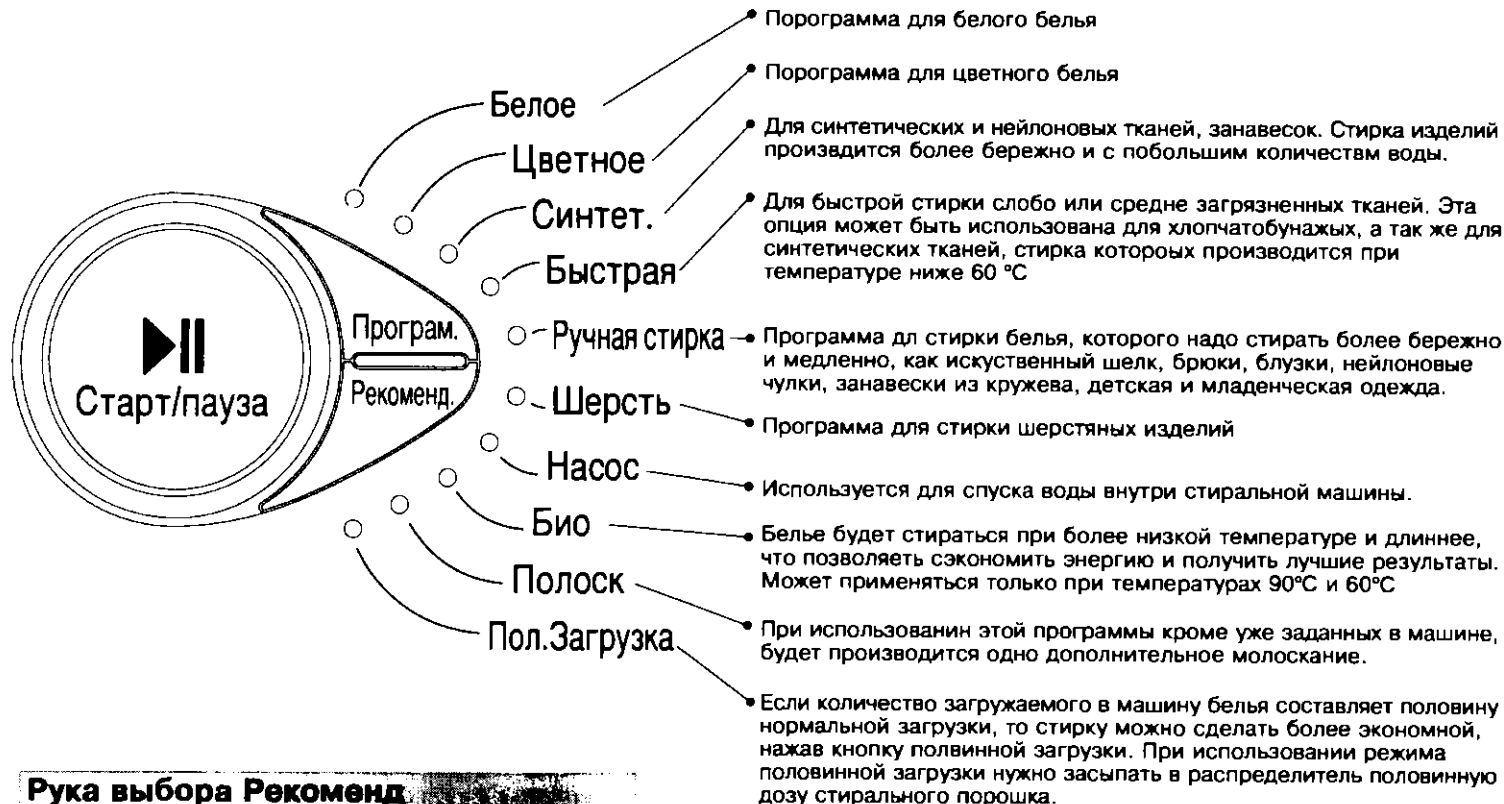 Порограмма для белого белья
Порограмма для цветного белья
Для синтетических и нейлоновых тканей, занавесок. Стирка изделий
произвдится более бережно и с побольшим количествм воды.
Для быстрой стирки слобо или средне загрязненных тканей. Эта
опция может быть использована для хлопчатобунажых, а так же для
синтетических тканей, стирка котороых производится при
температуре ниже 60 °C
Программа дл стирки белья, которого надо стирать более бережно
и медленно, как искуственный шелк, брюки, блузки, нейлоновые
чулки, занавески из кружева, детская и младенческая одежда.
Программа для стирки шерстяных изделий
Используется для спуска воды внутри стиральной машины.
Белье будет стираться при более низкой температуре и длиннее,
что позволяеть сэкономить энергию и получить лучшие результаты.
Может применяться только при температурах 90°C и 60°C
При использованин этой программы кроме уже заданных в машине,
будет производится одно дополнительное молоскание.
Если количество загружаемого в машину белья составляет половину
нормальной загрузки, то стирку можно сделать более экономной,
нажав кнопку полвинной загрузки. При использовании режима
половинной загрузки нужно засыпать в распределитель половинную
дозу стирального порошка.
Белое
Цветное
Синтет.
Быстрая
Ручная стирка
Шерсть
Насос
Био
Полоск
Пол.Загрузка
Програм.
Рекоменд.
Старт/пауза
Рука выбора Рекоменд